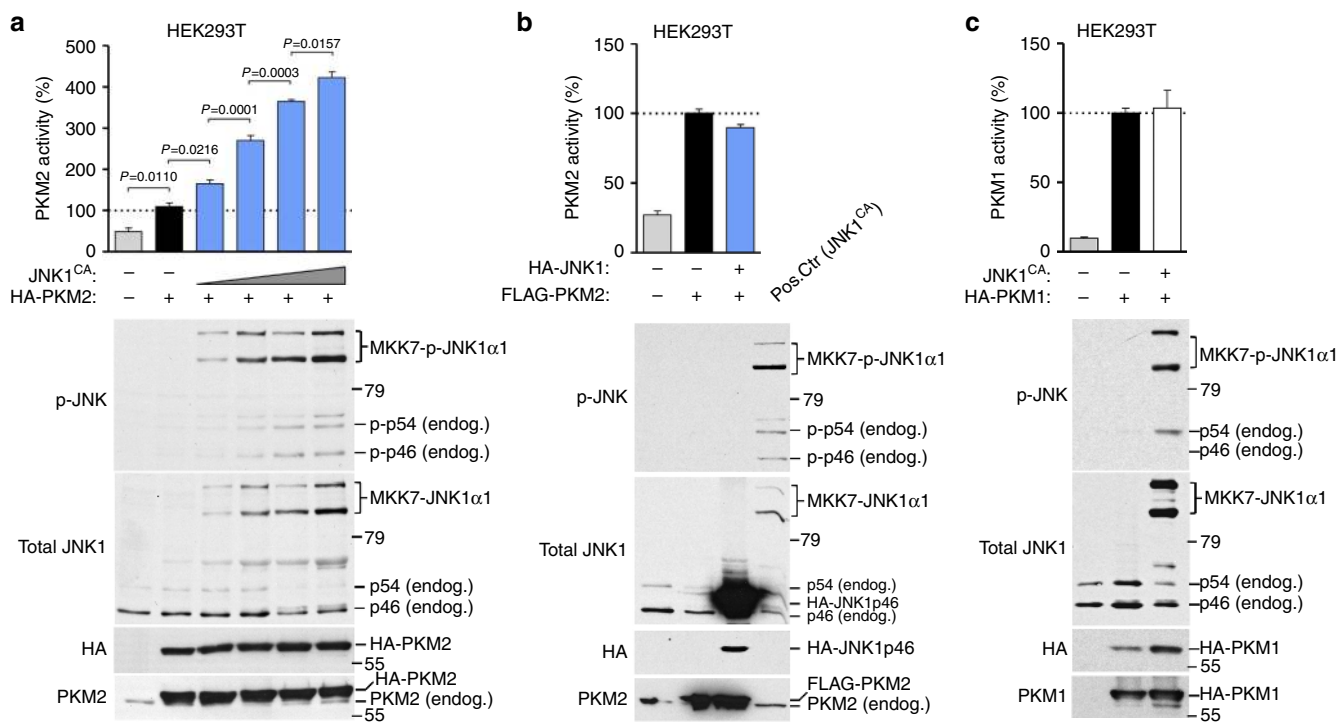 a
HEK293T
500
400
300
200
100
0
PKM2 activity (%)
P=0.0110
P=0.0216
P=0.0001
P=0.0003
P=0.0157
JNK1CA: – –
HA-PKM2: – + + + + +
p-JNK
MKK7-p-JNK1α1
79
p-p54 (endog.)
p-p46 (endog.)
Total JNK1
MKK7-JNK1α1
79
p54 (endog.)
p46 (endog.)
HA
HA-PKM2
55
PKM2
HA-PKM2
PKM2 (endog.)
55
b
HEK293T
150
100
50
0
PKM2 activity (%)
HA-JNK1: – – +
FLAG-PKM2: – + +
Pos.Ctr (JNK1CA)
p-JNK
MKK7-p-JNK1α1
79
p-p54 (endog.)
p-p46 (endog.)
Total JNK1
MKK7-JNK1α1
79
p54 (endog.)
HA-JNK1p46
p46 (endog.)
HA
HA-JNK1p46
PKM2
FLAG-PKM2
PKM2 (endog.)
c
HEK293T
150
100
50
0
PKM1 activity (%)
JNK1CA: – – +
HA-PKM1: – + +
p-JNK
MKK7-p-JNK1α1
79
p54 (endog.)
p46 (endog.)
Total JNK1
MKK7-JNK1α1
79
p54 (endog.)
p46 (endog.)
HA
HA-PKM1
55
PKM1
HA-PKM1
55